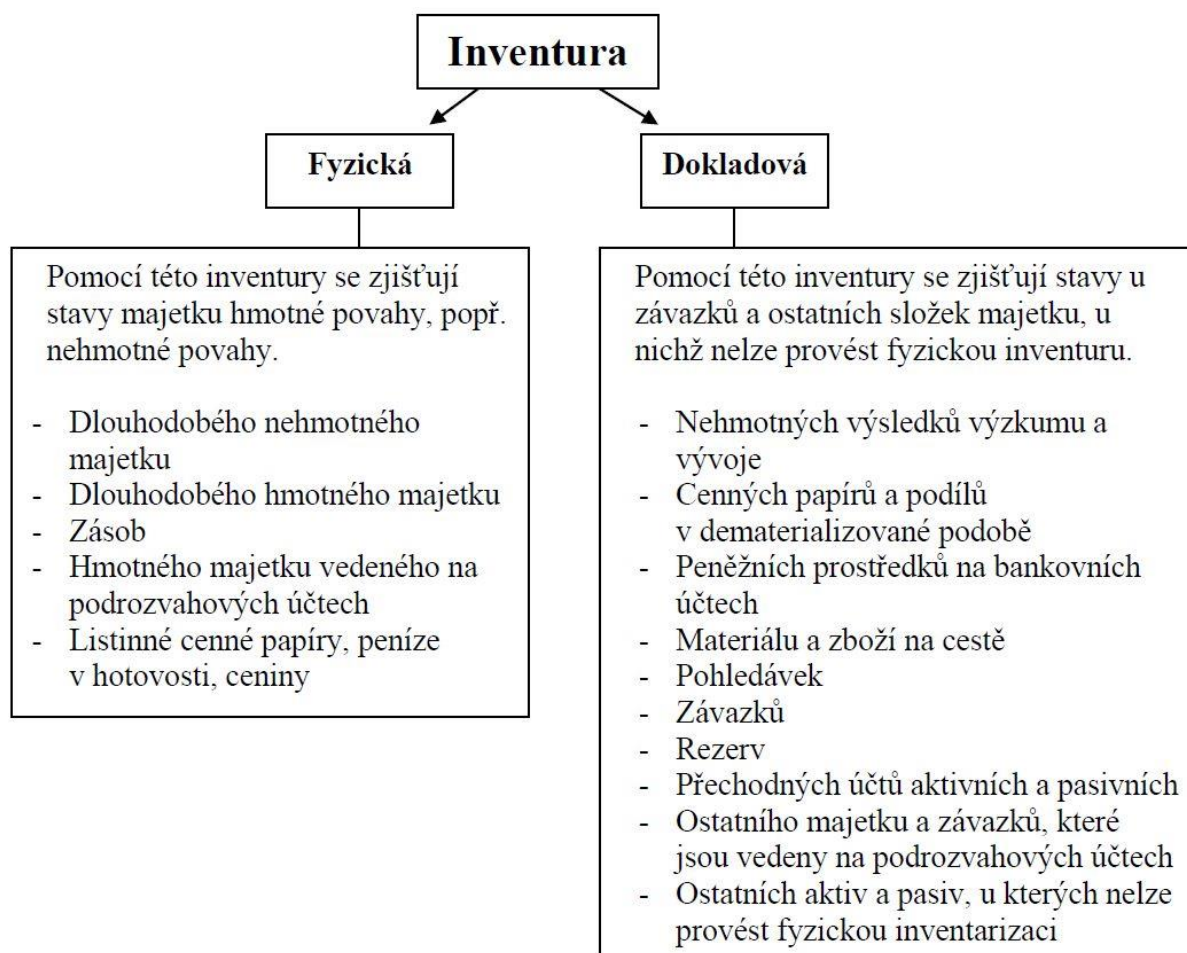 Inventura
Fyzická
Dokladová
Pomocí této inventury se zjišťují
stavy majetku hmotné povahy, popř.
nehmotné povahy.
- Dlouhodobého nehmotného
majetku
- Dlouhodobého hmotného majetku
- Zásob
- Hmotného majetku vedeného na
podrozvahových účtech
- Listinné cenné papíry, peníze
v hotovosti, ceniny
Pomocí této inventury se zjišťují stavy u
závazků a ostatních složek majetku, u
nichž nelze provést fyzickou inventuru.
- Nehmotných výsledků výzkumu a
vývoje
- Cenných papírů a podílů
v dematerializované podobě
- Peněžních prostředků na bankovních
účtech
- Materiálu a zboží na cestě
- Pohledávek
- Závazků
- Rezerv
- Přechodných účtů aktivních a pasivních
- Ostatního majetku a závazků, které
jsou vedeny na podrozvahových účtech
- Ostatních aktiv a pasiv, u kterých nelze
provést fyzickou inventarizaci